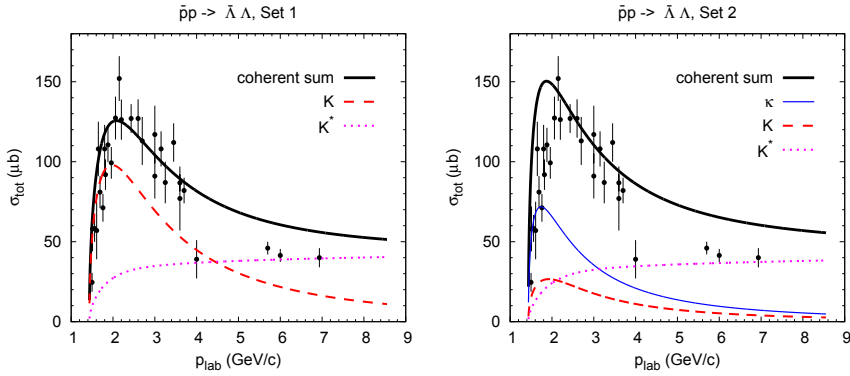 p̄p -> Λ̄ Λ, Set 1
150
100
50
0
σtot (μb)
coherent sum
K
K*
1 2 3 4 5 6 7 8 9
plab (GeV/c)
p̄p -> Λ̄ Λ, Set 2
150
100
50
0
σtot (μb)
coherent sum
κ
K
K*
1 2 3 4 5 6 7 8 9
plab (GeV/c)